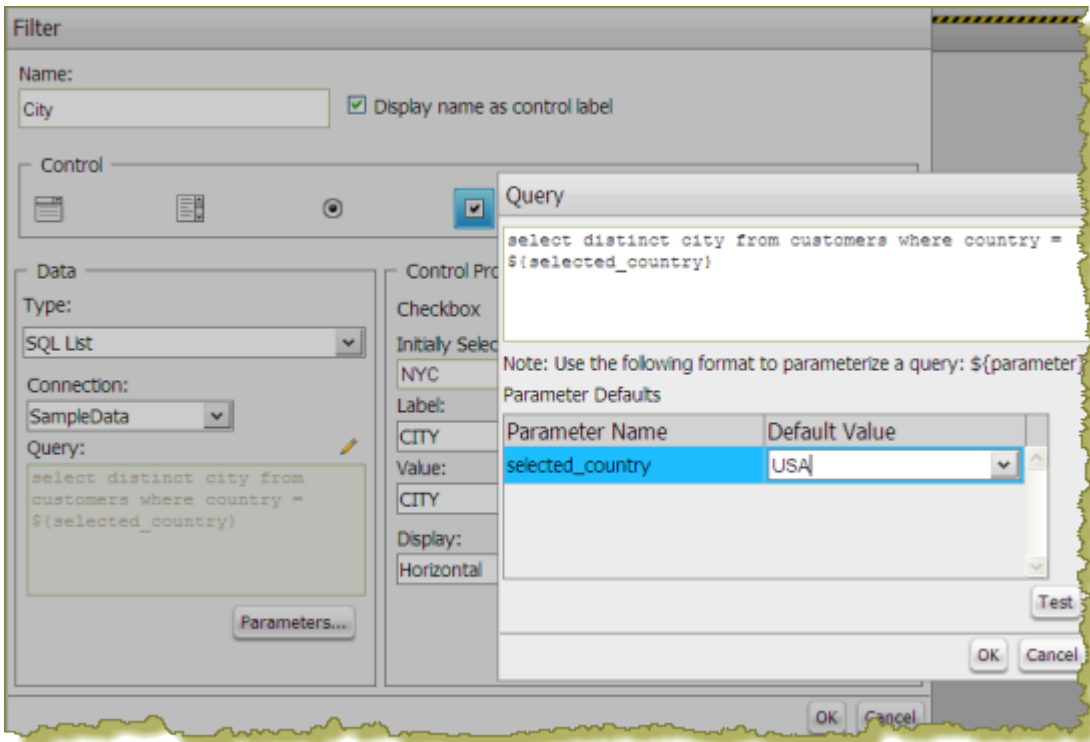 Filter
Name:
City
Display name as control label
Control
Data
Type:
SQL List
Connection:
SampleData
Query:
select distinct city from
customers where country =
${selected_country}
Parameters...
Control Pro
Checkbox
Initially Selec
NYC
Label:
CITY
Value:
CITY
Display:
Horizontal
OK
Cancel
Query
select distinct city from customers where country =
${selected_country}
Note: Use the following format to parameterize a query: ${parameter}
Parameter Defaults
Parameter Name
Default Value
selected_country
USA
Test
OK
Cancel